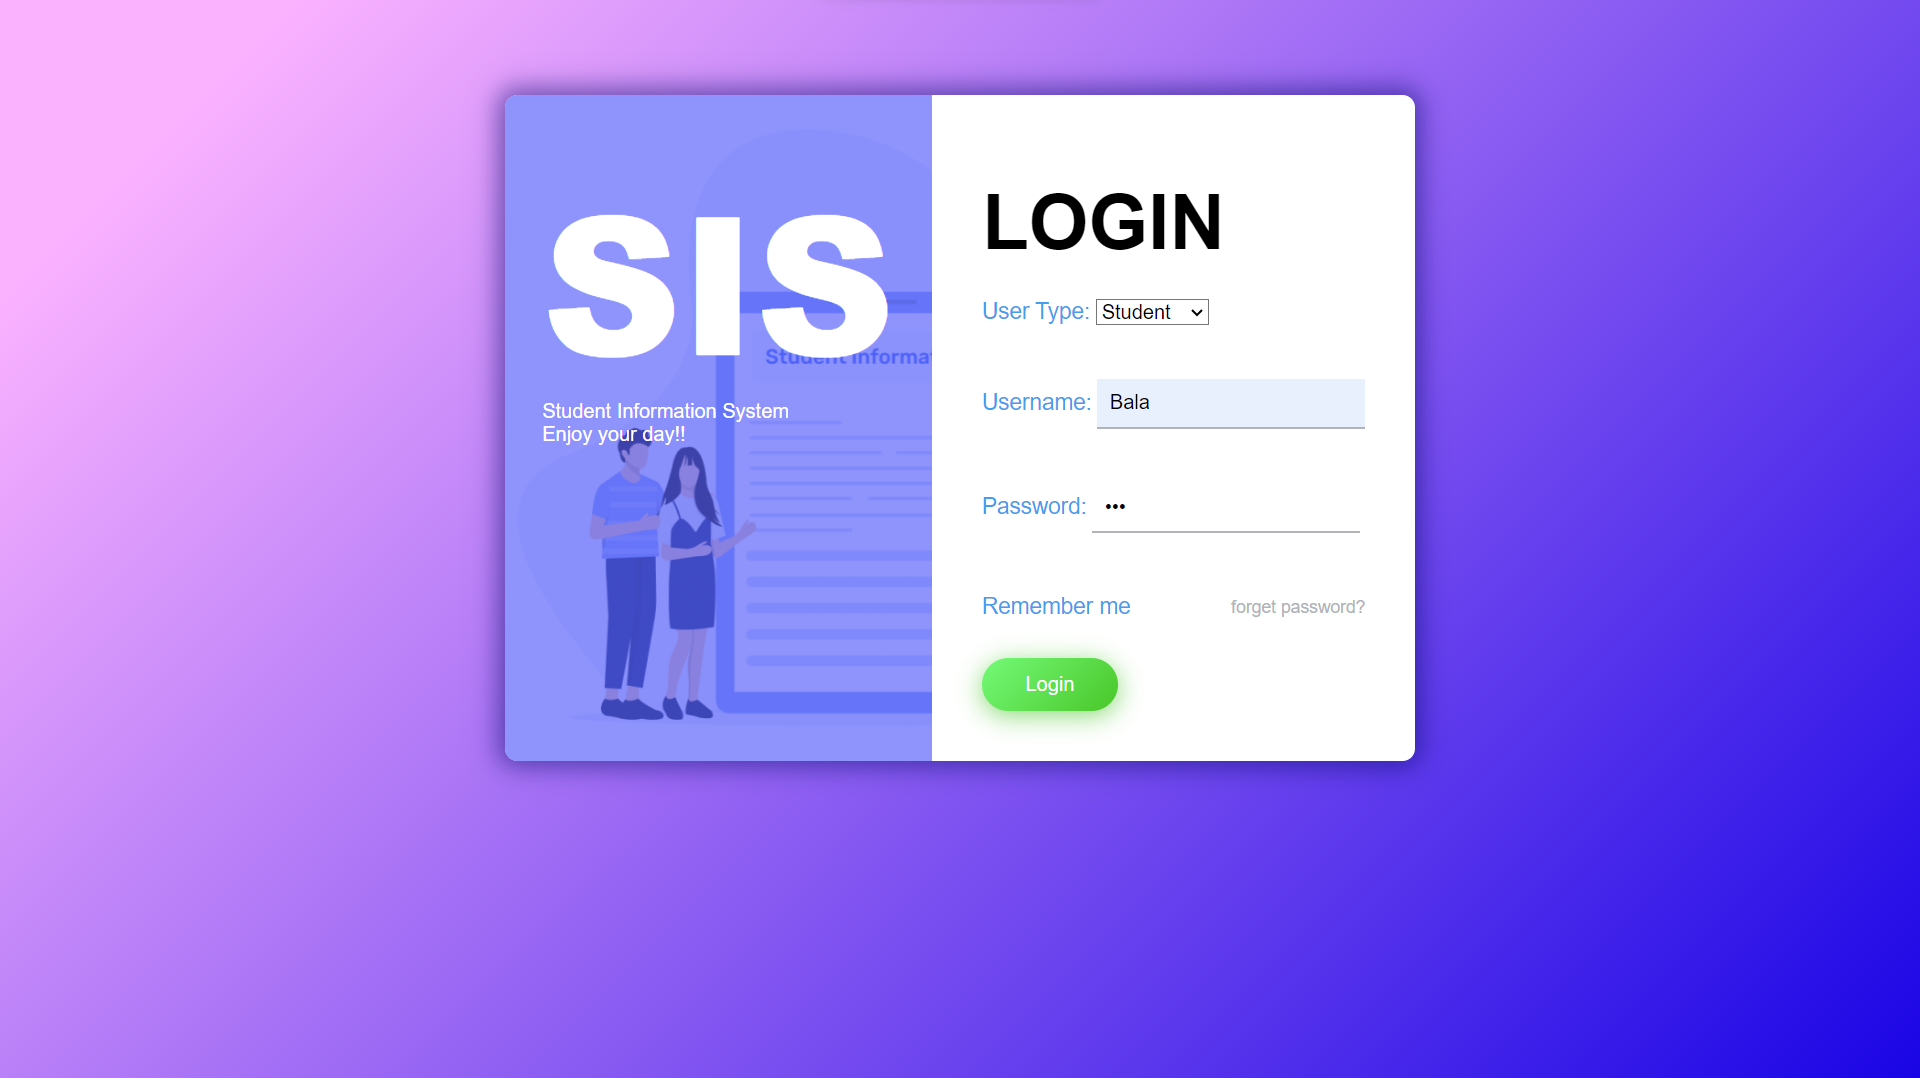 SIS
Student Informat
Student Information System
Enjoy your day!!
LOGIN
User Type: Student
Username: Bala
Password: •••
Remember me
forget password?
Login